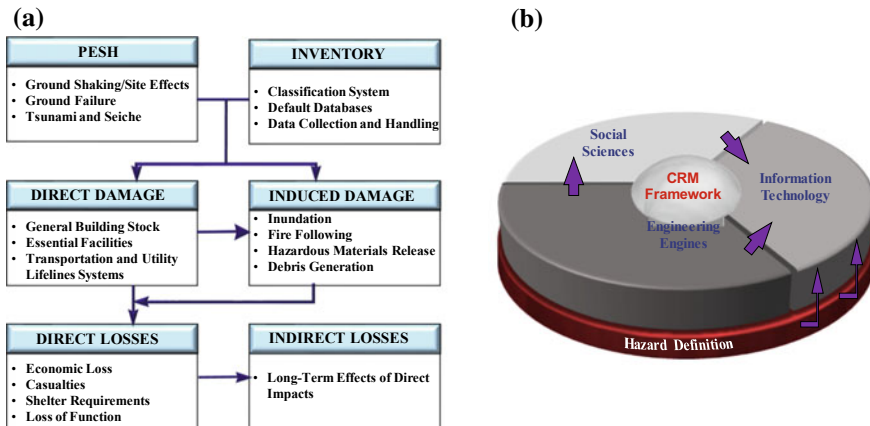 (a)
PESH
• Ground Shaking/Site Effects
• Ground Failure
• Tsunami and Seiche
INVENTORY
• Classification System
• Default Databases
• Data Collection and Handling
DIRECT DAMAGE
• General Building Stock
• Essential Facilities
• Transportation and Utility
Lifelines Systems
INDUCED DAMAGE
• Inundation
• Fire Following
• Hazardous Materials Release
• Debris Generation
DIRECT LOSSES
• Economic Loss
• Casualties
• Shelter Requirements
• Loss of Function
INDIRECT LOSSES
• Long-Term Effects of Direct
Impacts
(b)
Social
Sciences
CRM
Framework
Information
Technology
Engineering
Engines
Hazard Definition